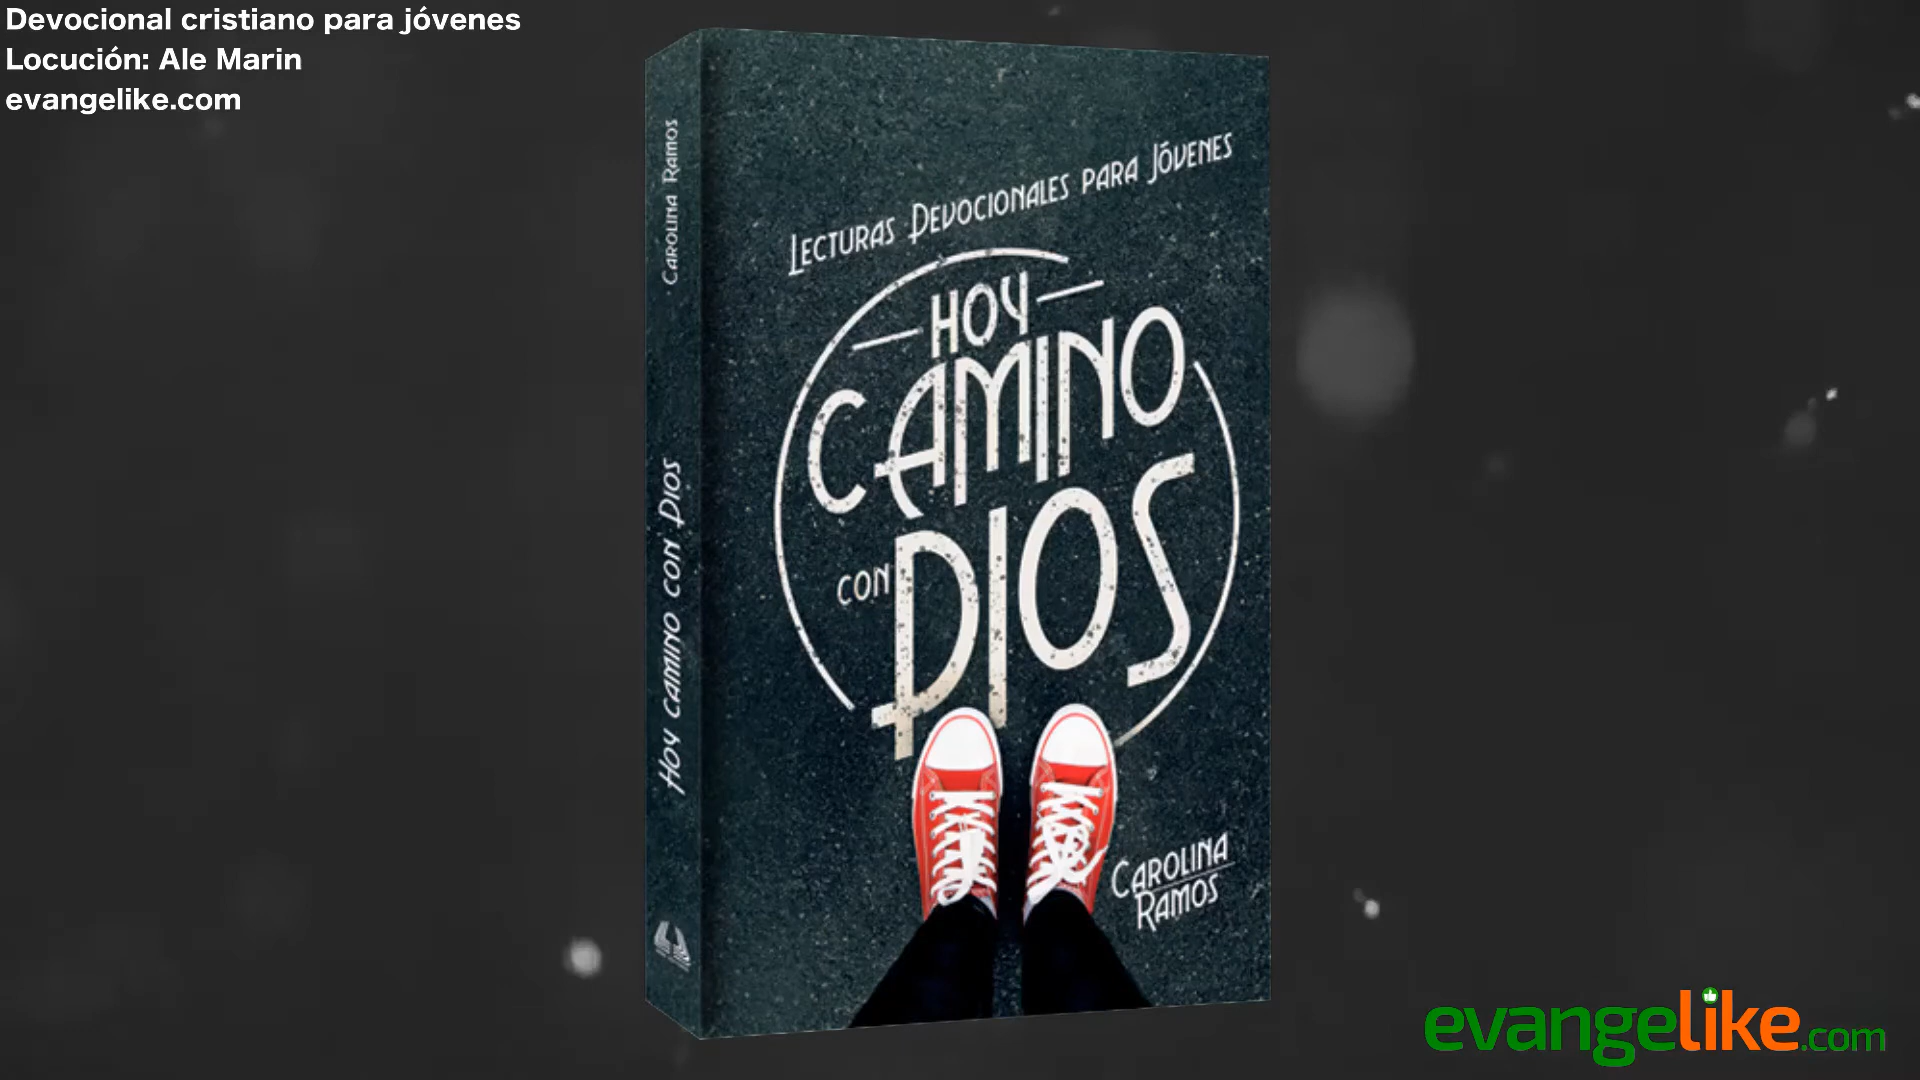 Devocional cristiano para jóvenes
Locución: Ale Marin
evangelike.com
CAROLINA RAMOS
HOY CAMINO CON DIOS
LECTURAS DEVOCIONALES PARA JÓVENES
HOY
CAMINO
CON DIOS
CAROLINA
RAMOS
evangelike.com